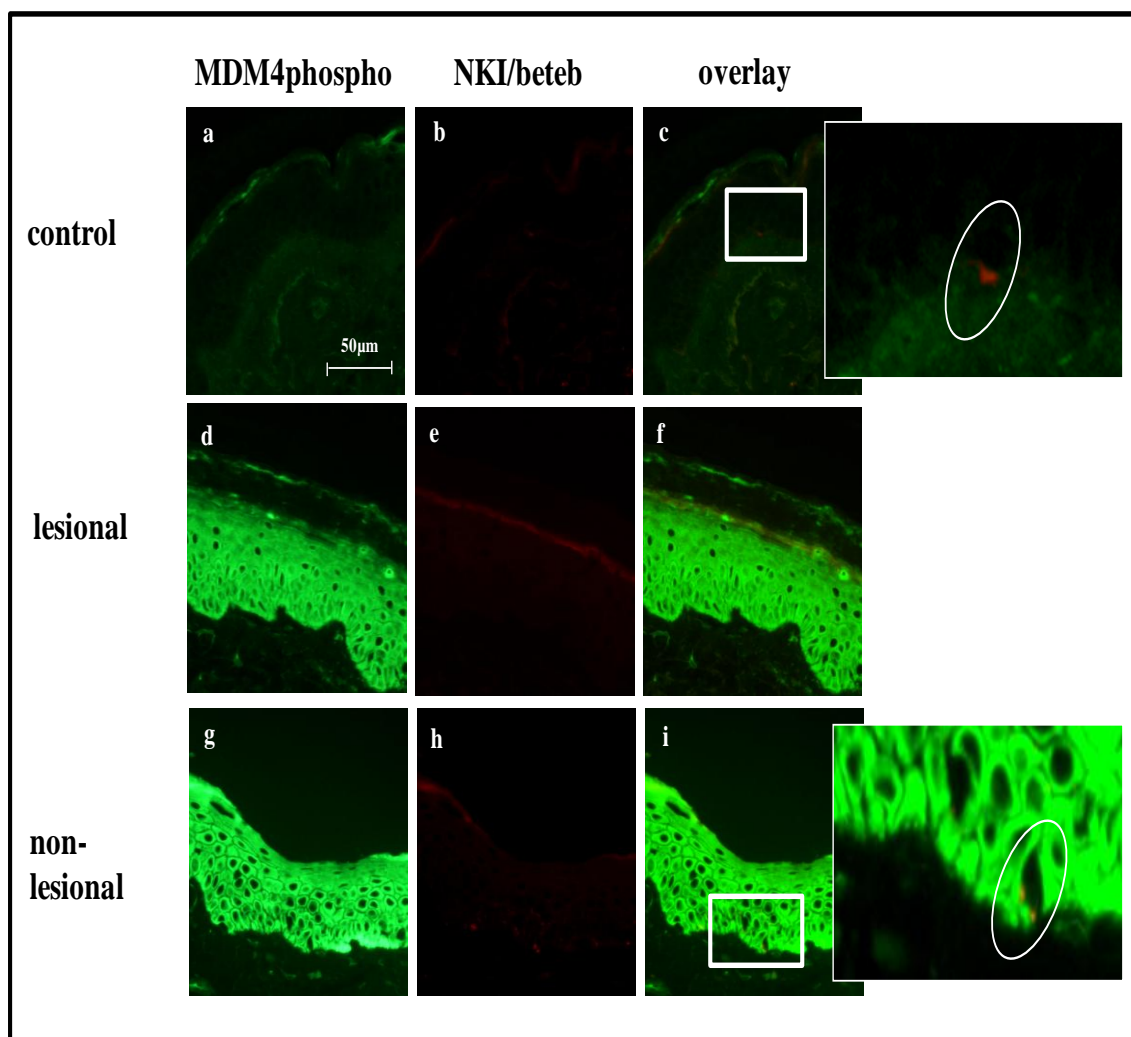 MDM4phospho NKI/beteb overlay
control
a
b
c
50µm
lesional
d
e
f
non-
lesional
g
h
i